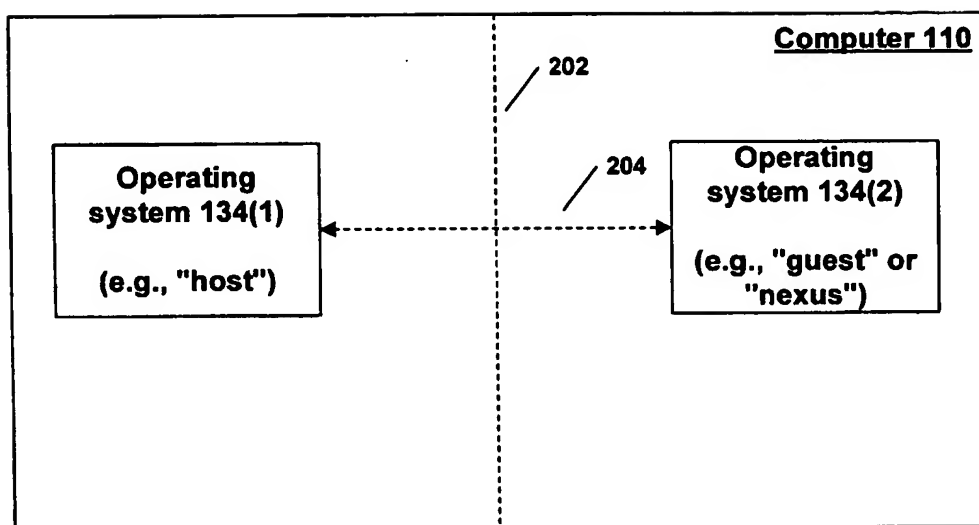 Computer 110
202
204
Operating
system 134(1)
(e.g., "host")
Operating
system 134(2)
(e.g., "guest" or
"nexus")